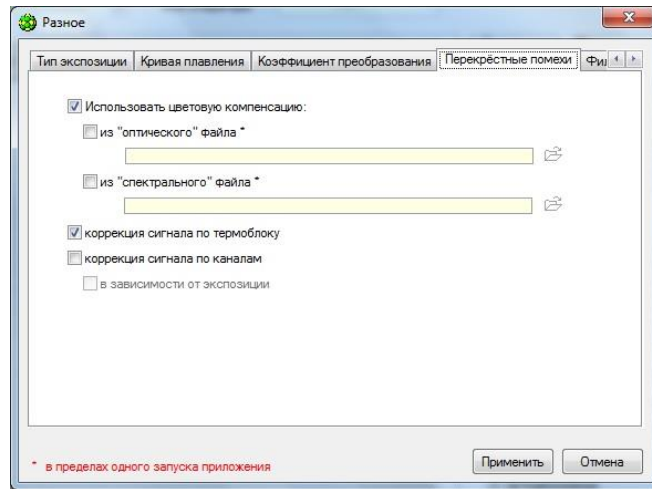 Разное
Тип экспозиции Кривая плавления Коэффициент преобразования Перекрёстные помехи
Использовать цветовую компенсацию:
из "оптического" файла *
из "спектрального" файла *
коррекция сигнала по термоблоку
коррекция сигнала по каналам
в зависимости от экспозиции
* в пределах одного запуска приложения
Применить Отмена